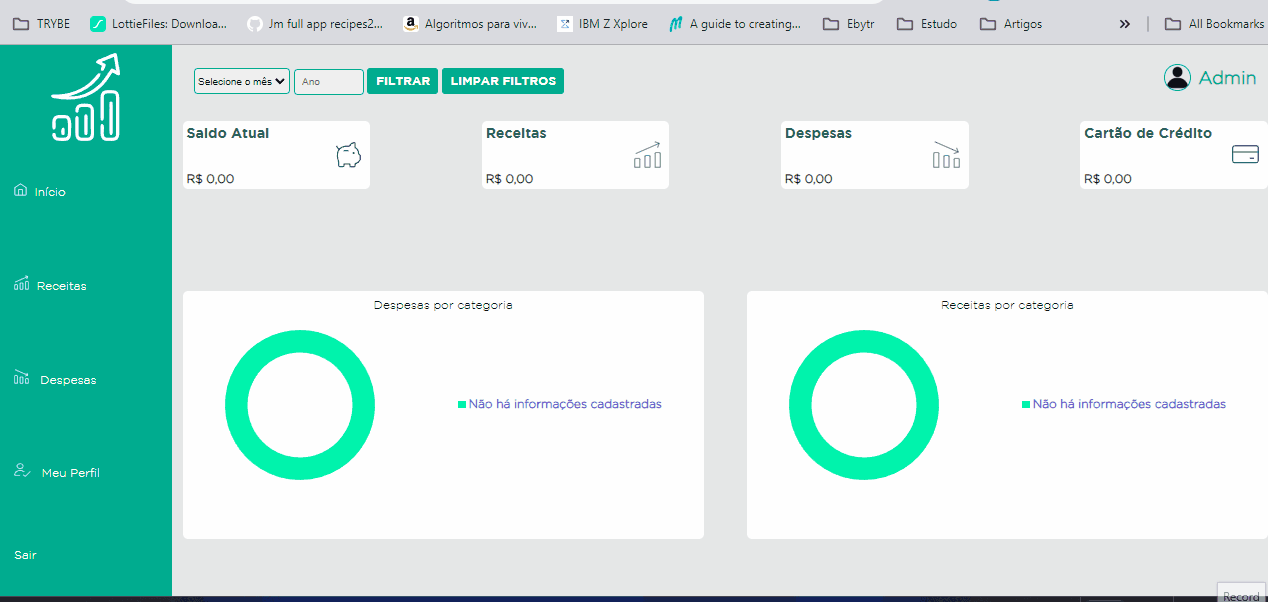 TRYBE LottieFiles: Downloa... Jm full app recipes2... Algoritmos para viv... IBM Z Xplore A guide to creating... Ebytr Estudo Artigos » All Bookmarks
Selecione o mês Ano FILTRAR LIMPAR FILTROS Admin
Saldo Atual
R$ 0,00
Receitas
R$ 0,00
Despesas
R$ 0,00
Cartão de Crédito
R$ 0,00
Início
Receitas
Despesas
Meu Perfil
Sair
Despesas por categoria
Não há informações cadastradas
Receitas por categoria
Não há informações cadastradas
Record